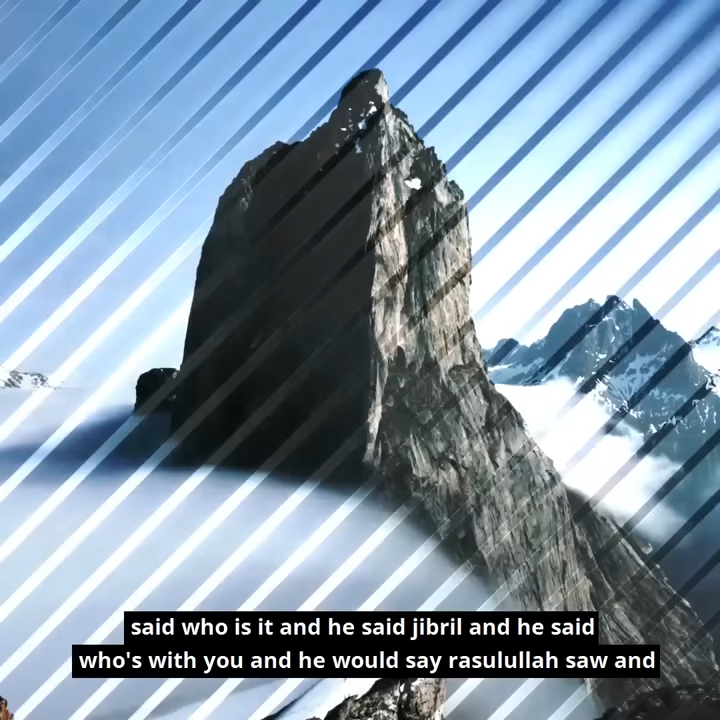 said who is it and he said jibril and he said
who's with you and he would say rasulullah saw and